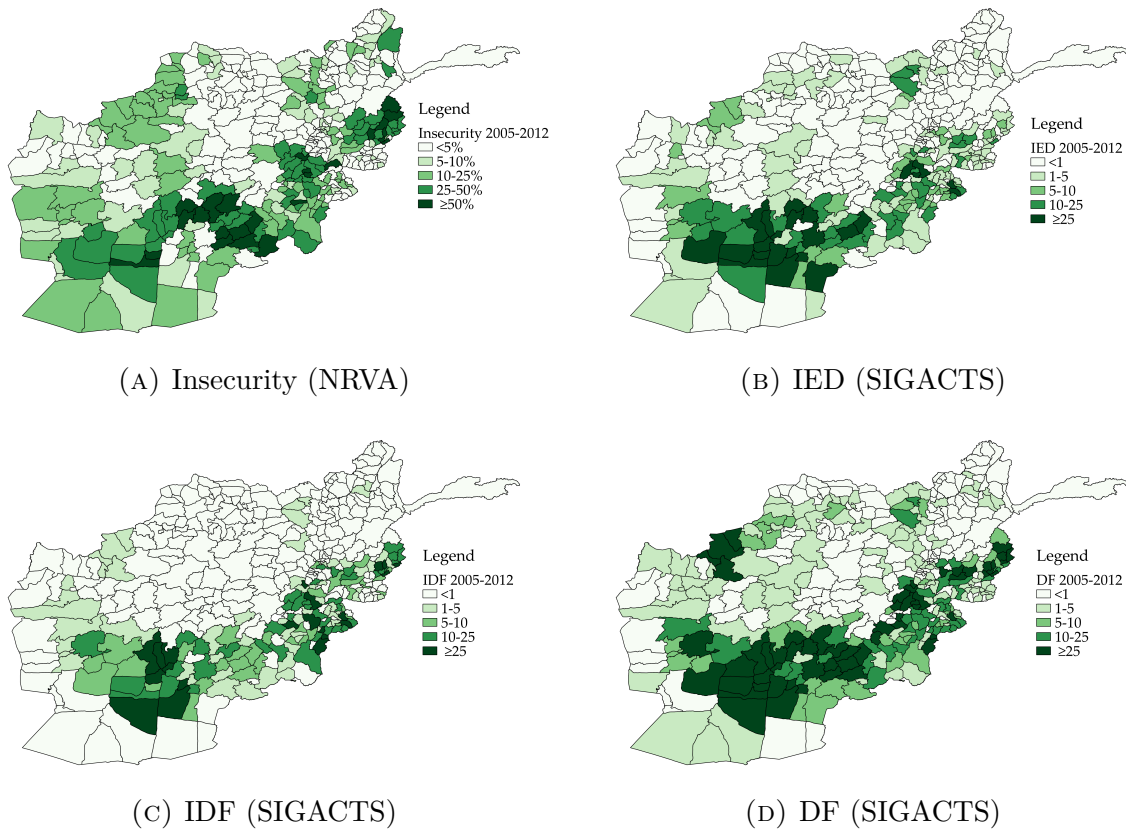 Legend
Insecurity 2005-2012
<5%
5-10%
10-25%
25-50%
≥50%
(A) Insecurity (NRVA)
Legend
IED 2005-2012
<1
1-5
5-10
10-25
≥25
(B) IED (SIGACTS)
Legend
IDF 2005-2012
<1
1-5
5-10
10-25
≥25
(C) IDF (SIGACTS)
Legend
DF 2005-2012
<1
1-5
5-10
10-25
≥25
(D) DF (SIGACTS)